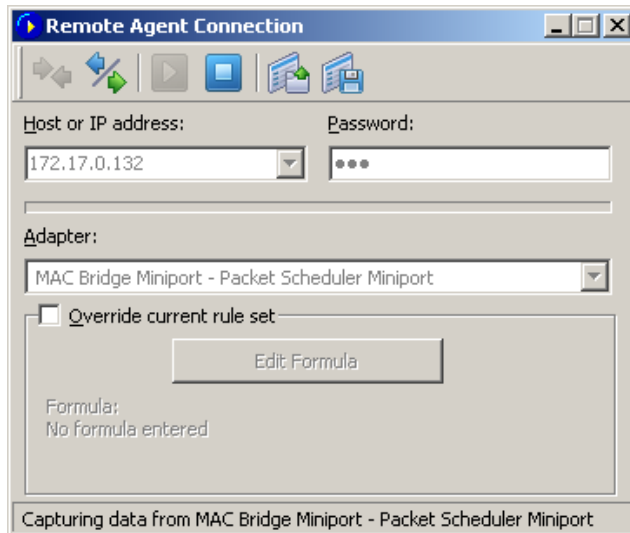 Remote Agent Connection
Host or IP address: Password:
172.17.0.132 •••
Adapter:
MAC Bridge Miniport - Packet Scheduler Miniport
Override current rule set
Edit Formula
Formula:
No formula entered
Capturing data from MAC Bridge Miniport - Packet Scheduler Miniport